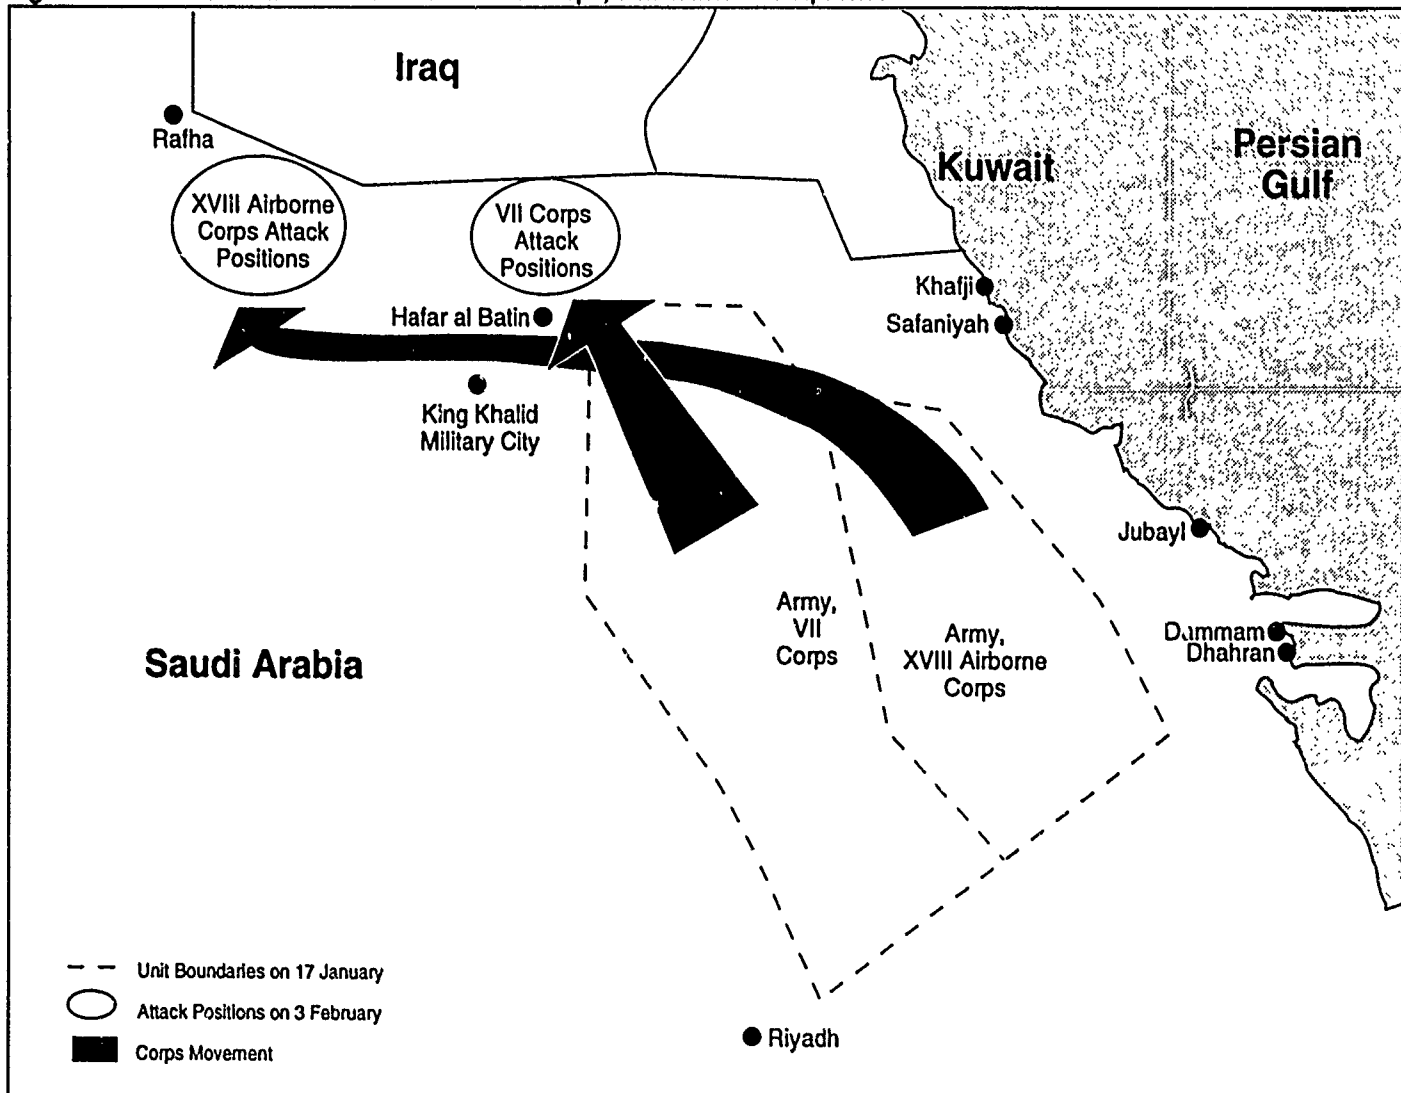 Iraq
Rafha
Kuwait
Persian
Gulf
XVIII Airborne
Corps Attack
Positions
VII Corps
Attack
Positions
Khafji
Hafar al Batin
Safaniyah
King Khalid
Military City
Jubayl
Army,
VII
Corps
Army,
XVIII Airborne
Corps
Dammam
Dhahran
Saudi Arabia
Unit Boundaries on 17 January
Attack Positions on 3 February
Corps Movement
Riyadh